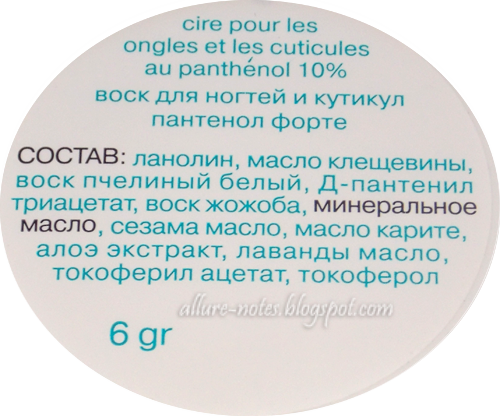 cire pour les
ongles et les cuticules
au panthénol 10%
воск для ногтей и кутикул
пантенол форте
СОСТАВ: ланолин, масло клещевины,
воск пчелиный белый, Д-пантенил
триацетат, воск жожоба, минеральное
масло, сезама масло, масло карите,
алоэ экстракт, лаванды масло,
токоферил ацетат, токоферол
allure-notes.blogspot.com
6 gr